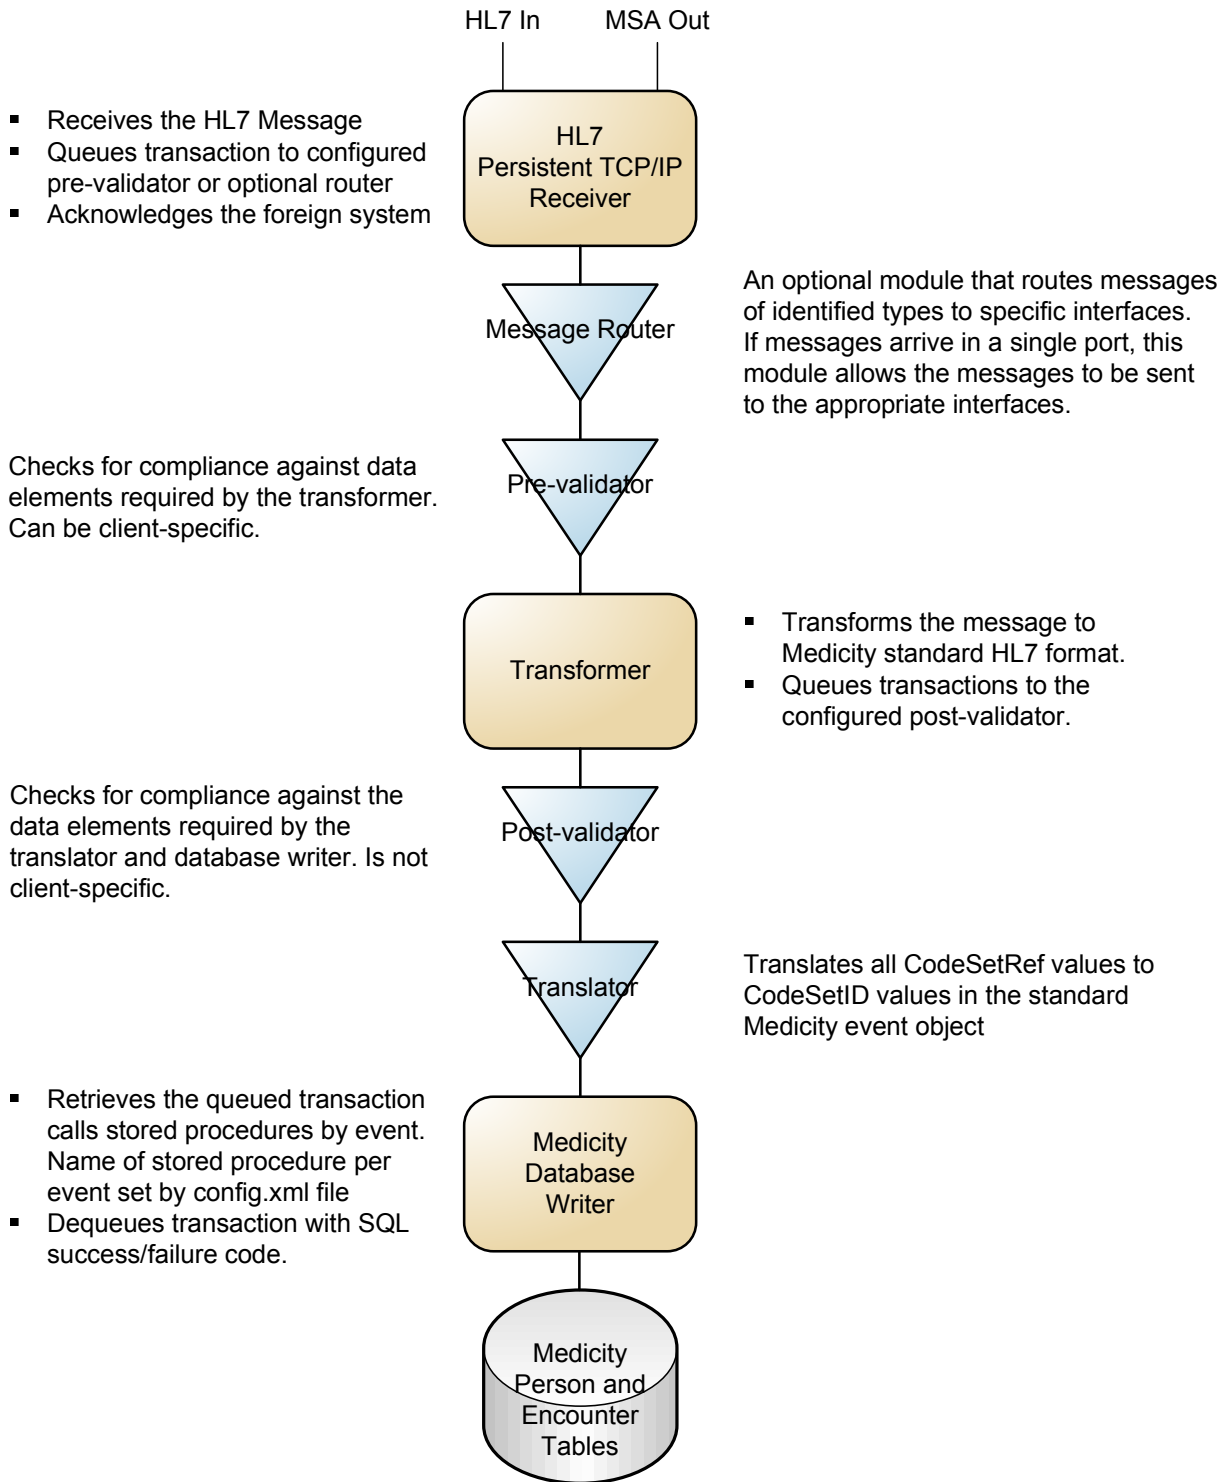 HL7 In
MSA Out
▪ Receives the HL7 Message
▪ Queues transaction to configured
pre-validator or optional router
▪ Acknowledges the foreign system
HL7
Persistent TCP/IP
Receiver
An optional module that routes messages
of identified types to specific interfaces.
If messages arrive in a single port, this
module allows the messages to be sent
to the appropriate interfaces.
Message Router
Checks for compliance against data
elements required by the transformer.
Can be client-specific.
Pre-validator
Transformer
▪ Transforms the message to
Medicity standard HL7 format.
▪ Queues transactions to the
configured post-validator.
Checks for compliance against the
data elements required by the
translator and database writer. Is not
client-specific.
Post-validator
Translator
Translates all CodeSetRef values to
CodeSetID values in the standard
Medicity event object
▪ Retrieves the queued transaction
calls stored procedures by event.
Name of stored procedure per
event set by config.xml file
▪ Dequeues transaction with SQL
success/failure code.
Medicity
Database
Writer
Medicity
Person and
Encounter
Tables